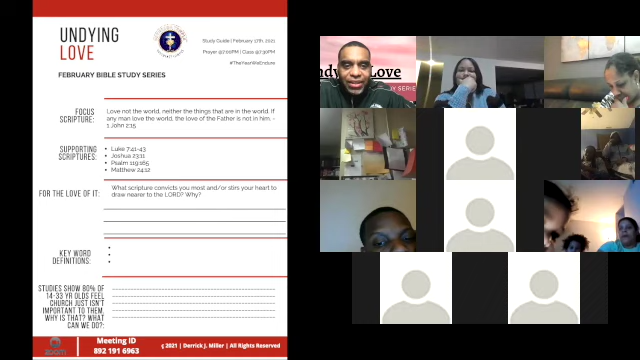 UNDYING
LOVE
Study Guide | February 17th, 2021
Prayer @7:00PM | Class @7:30PM
#TheYearWeEndure
FEBRUARY BIBLE STUDY SERIES
FOCUS
SCRIPTURE:
Love not the world, neither the things that are in the world. If
any man love the world, the love of the Father is not in him. -
1 John 2:15
SUPPORTING
SCRIPTURES:
• Luke 7:41-43
• Joshua 23:11
• Psalm 119:165
• Matthew 24:12
FOR THE LOVE OF IT:
What scripture convicts you most and/or stirs your heart to
draw nearer to the LORD? Why?
KEY WORD
DEFINITIONS:
STUDIES SHOW 80% OF
14-33 YR OLDS FEEL
CHURCH JUST ISN'T
IMPORTANT TO THEM.
WHY IS THAT? WHAT
CAN WE DO?:
zoom
Meeting ID
892 191 6963
© 2021 | Derrick J. Miller | All Rights Reserved
Love